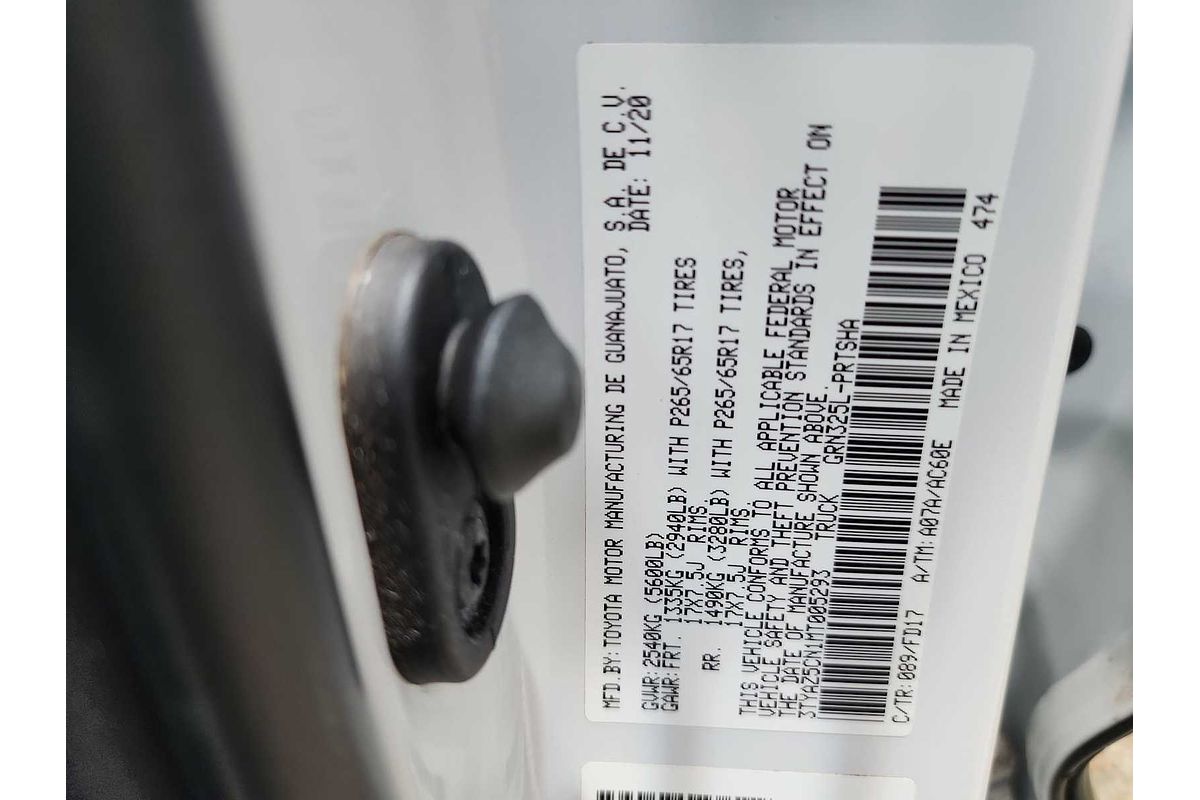 MFD.BY: TOYOTA MOTOR MANUFACTURING DE GUANAJUATO, S.A. DE C.V.
DATE: 11/20
GVWR: 2540KG (5600LB)
GAWR: FRT. 1335KG (2940LB) WITH P265/65R17 TIRES
17X7.5J RIMS.
RR. 1490KG (3280LB) WITH P265/65R17 TIRES,
17X7.5J RIMS.
THIS VEHICLE CONFORMS TO ALL APPLICABLE FEDERAL MOTOR
VEHICLE SAFETY AND THEFT PREVENTION STANDARDS IN EFFECT ON
THE DATE OF MANUFACTURE SHOWN ABOVE.
3TYAZ5CN1MT005293 TRUCK GRN325L-PRTSHA
C/TR: 089/FD17 A/TM: A07A/AC60E MADE IN MEXICO 474